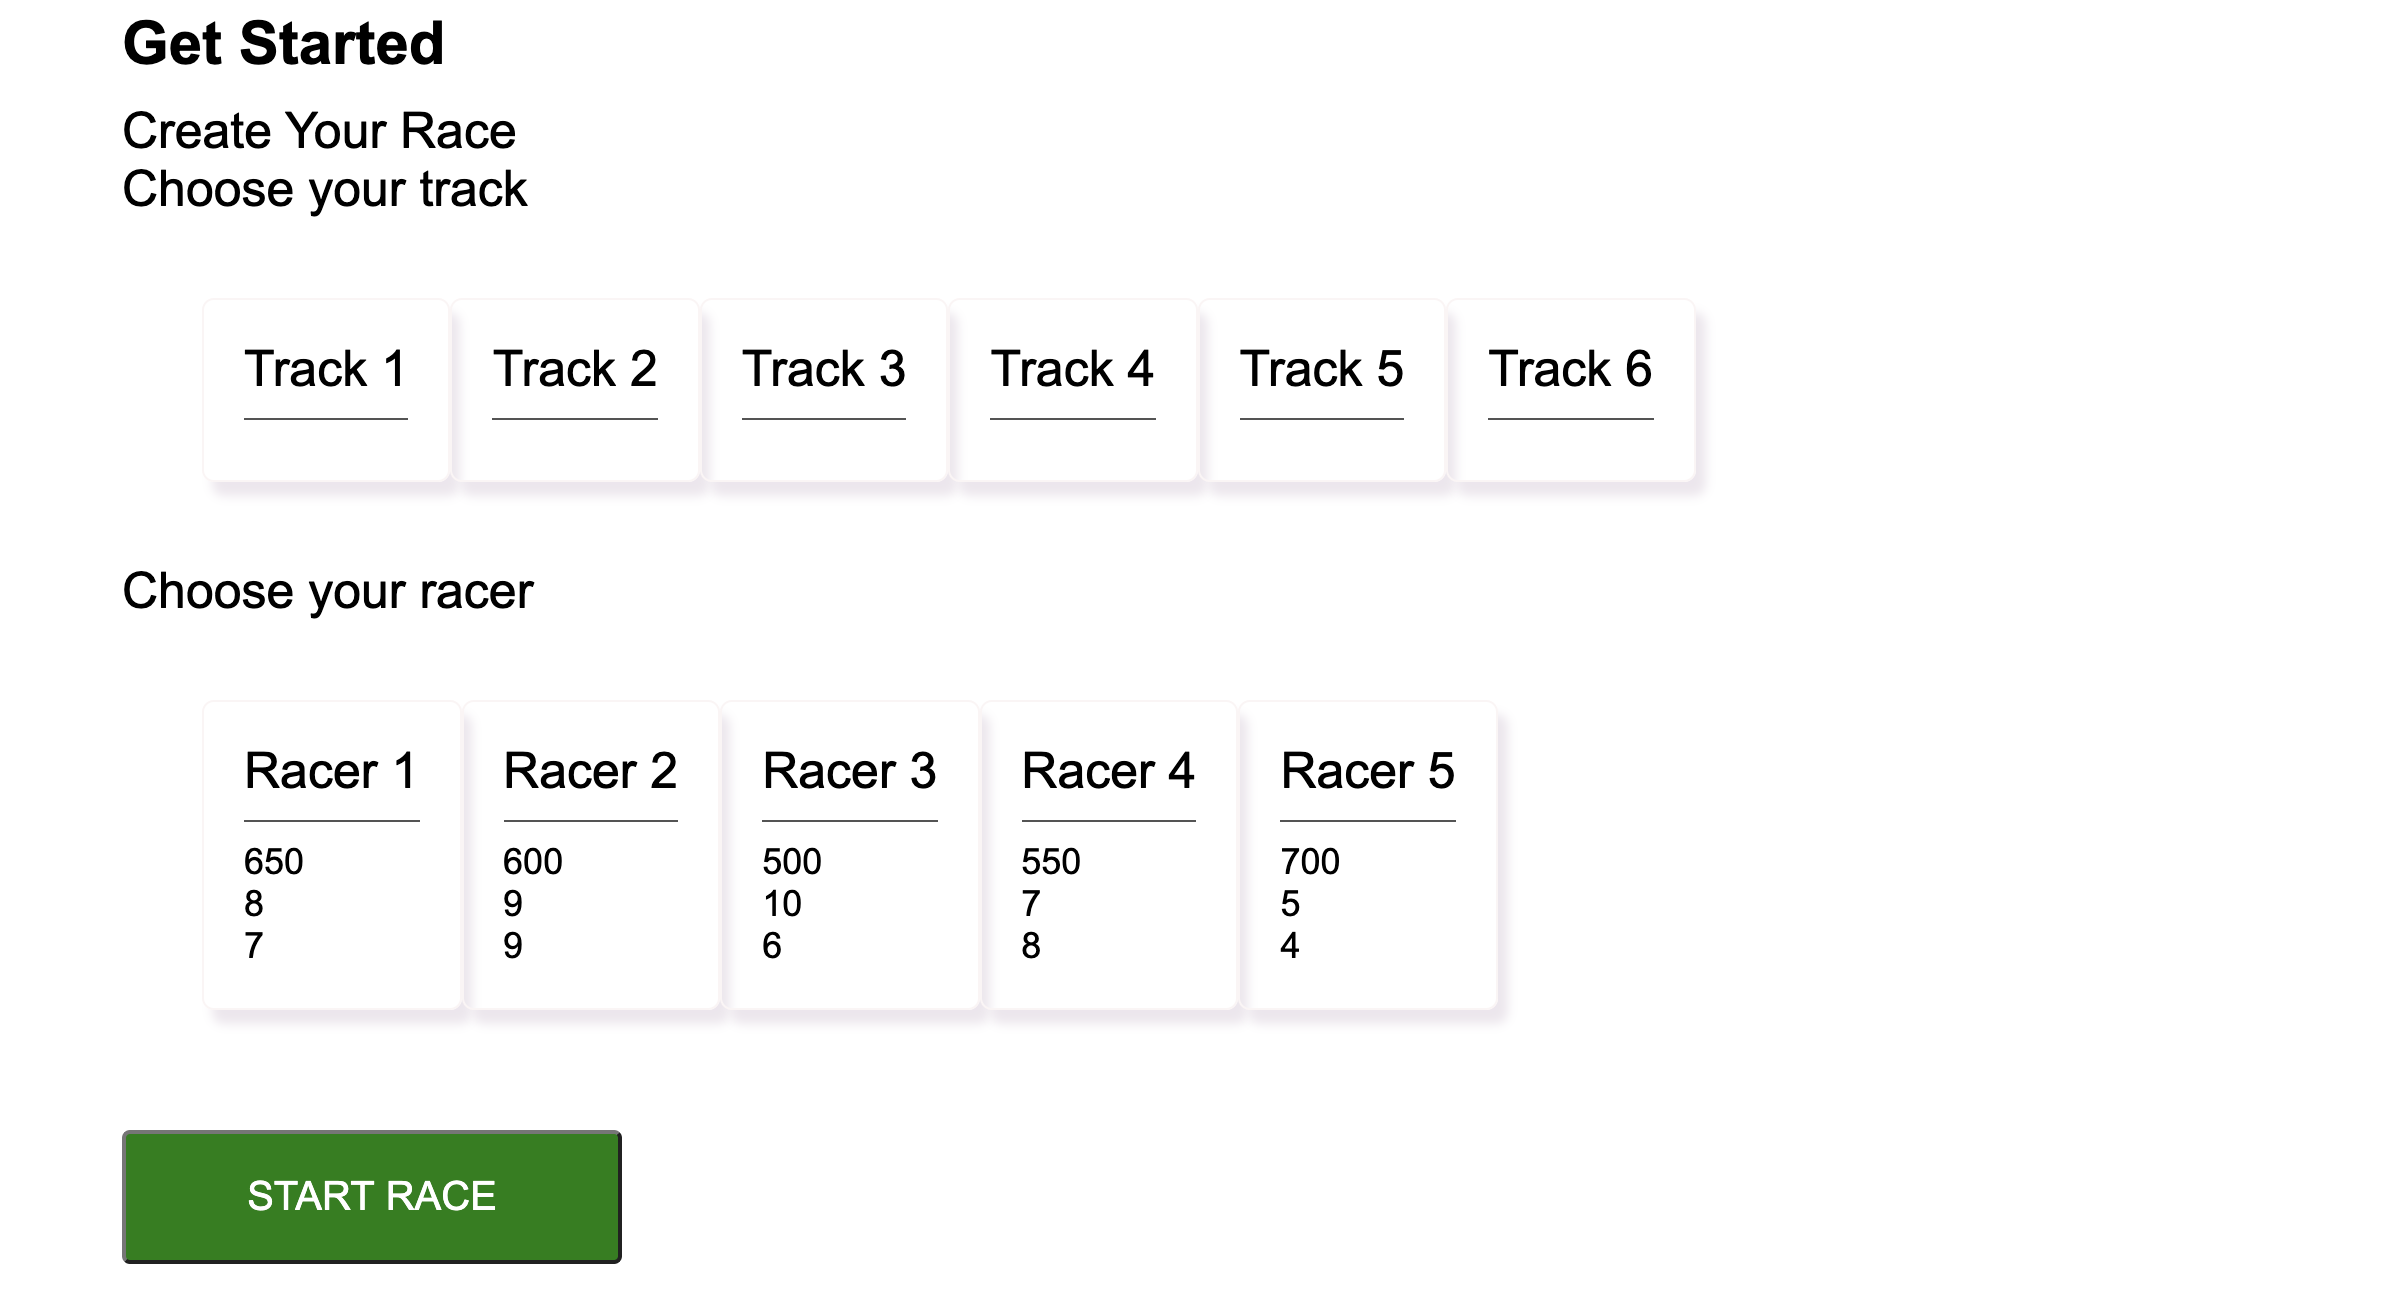 Get Started
Create Your Race
Choose your track
Track 1 Track 2 Track 3 Track 4 Track 5 Track 6
Choose your racer
Racer 1 Racer 2 Racer 3 Racer 4 Racer 5
650 600 500 550 700
8 9 10 7 5
7 9 6 8 4
START RACE